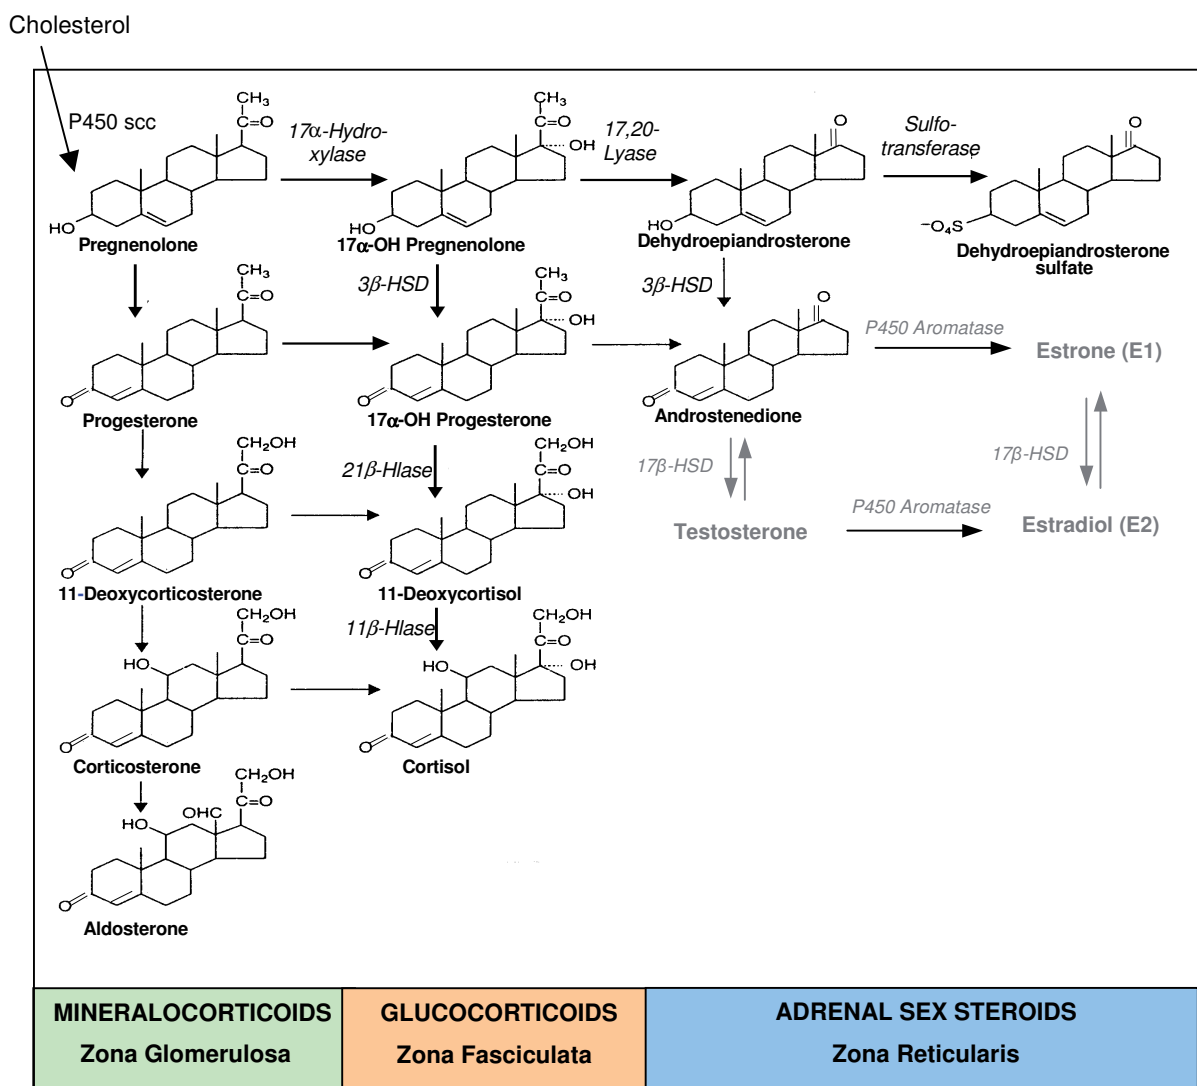 Cholesterol
P450 scc
17α-Hydro-
xylase
17,20-
Lyase
Sulfo-
transferase
CH3
C=O
HO
Pregnenolone
CH3
C=O
OH
HO
17α-OH Pregnenolone
O
HO
Dehydroepiandrosterone
O
−O4S
Dehydroepiandrosterone
sulfate
3β-HSD
3β-HSD
CH3
C=O
O
Progesterone
CH3
C=O
OH
O
17α-OH Progesterone
O
O
Androstenedione
P450 Aromatase
Estrone (E1)
21β-Hlase
17β-HSD
17β-HSD
CH2OH
C=O
O
11-Deoxycorticosterone
CH2OH
C=O
OH
O
11-Deoxycortisol
Testosterone
P450 Aromatase
Estradiol (E2)
11β-Hlase
CH2OH
C=O
HO
O
Corticosterone
CH2OH
C=O
HO
OH
O
Cortisol
CH2OH
C=O
OHC
HO
O
Aldosterone
MINERALOCORTICOIDS
Zona Glomerulosa
GLUCOCORTICOIDS
Zona Fasciculata
ADRENAL SEX STEROIDS
Zona Reticularis